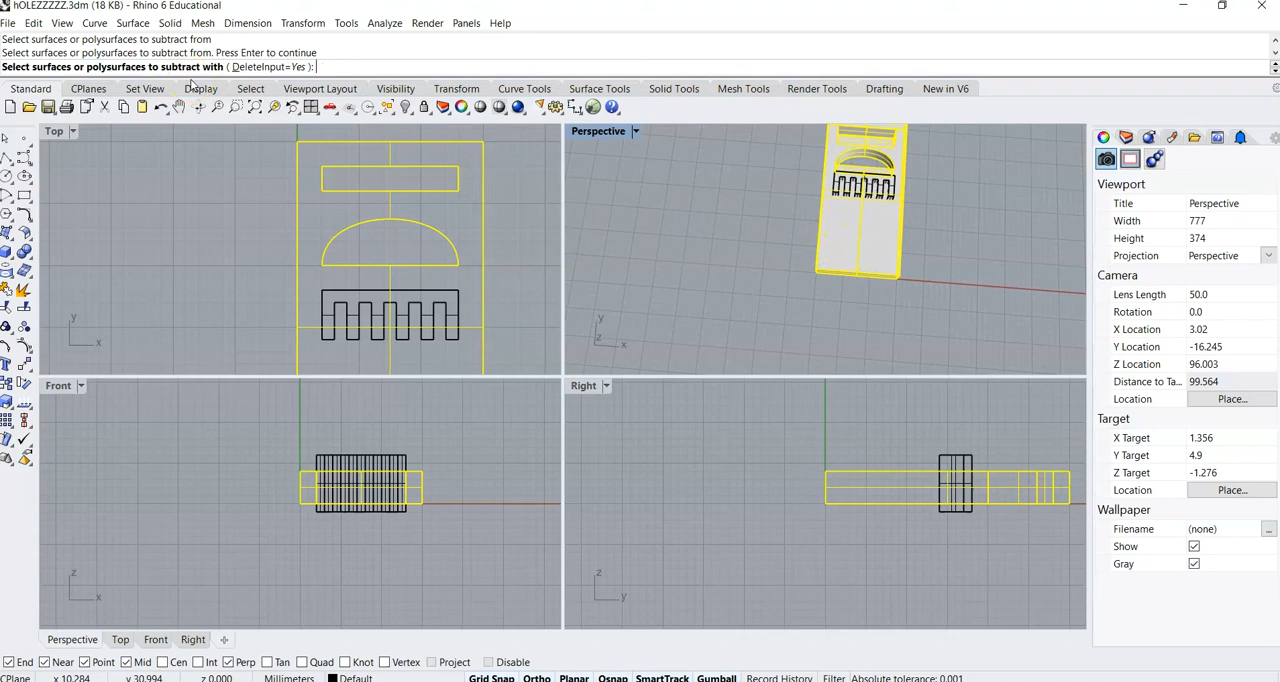 hOLEZZZZZ.3dm (18 KB) - Rhino 6 Educational
File Edit View Curve Surface Solid Mesh Dimension Transform Tools Analyze Render Panels Help
Select surfaces or polysurfaces to subtract from
Select surfaces or polysurfaces to subtract from. Press Enter to continue
Select surfaces or polysurfaces to subtract with ( DeleteInput=Yes ):
Standard CPlanes Set View Display Select Viewport Layout Visibility Transform Curve Tools Surface Tools Solid Tools Mesh Tools Render Tools Drafting New in V6
Top
y
x
Perspective
y
z x
Front
z
x
Right
z
y
Viewport
Title Perspective
Width 777
Height 374
Projection Perspective
Camera
Lens Length 50.0
Rotation 0.0
X Location 3.02
Y Location -16.245
Z Location 96.003
Distance to Ta... 99.564
Location Place...
Target
X Target 1.356
Y Target 4.9
Z Target -1.276
Location Place...
Wallpaper
Filename (none) ...
Show
Gray
Perspective Top Front Right
End Near Point Mid Cen Int Perp Tan Quad Knot Vertex Project Disable
CPlane x 10.284 y 30.994 z 0.000 Millimeters Default Grid Snap Ortho Planar Osnap SmartTrack Gumball Record History Filter Absolute tolerance: 0.001